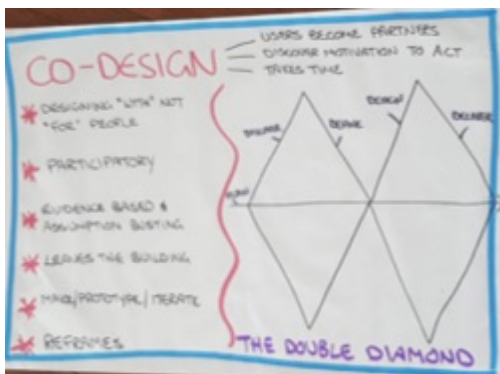 USERS BECOME PARTNERS
DISCOVER MOTIVATION TO ACT
TAKES TIME
CO-DESIGN
DESIGNING "WITH" NOT
"FOR" PEOPLE
PARTICIPATORY
EVIDENCE BASED &
ASSUMPTION BUSTING
LEAVES THE BUILDING
MAKE/PROTOTYPE/ITERATE
REFRAMES
DISCOVER
DEFINE
DESIGN
DELIVER
THE DOUBLE DIAMOND